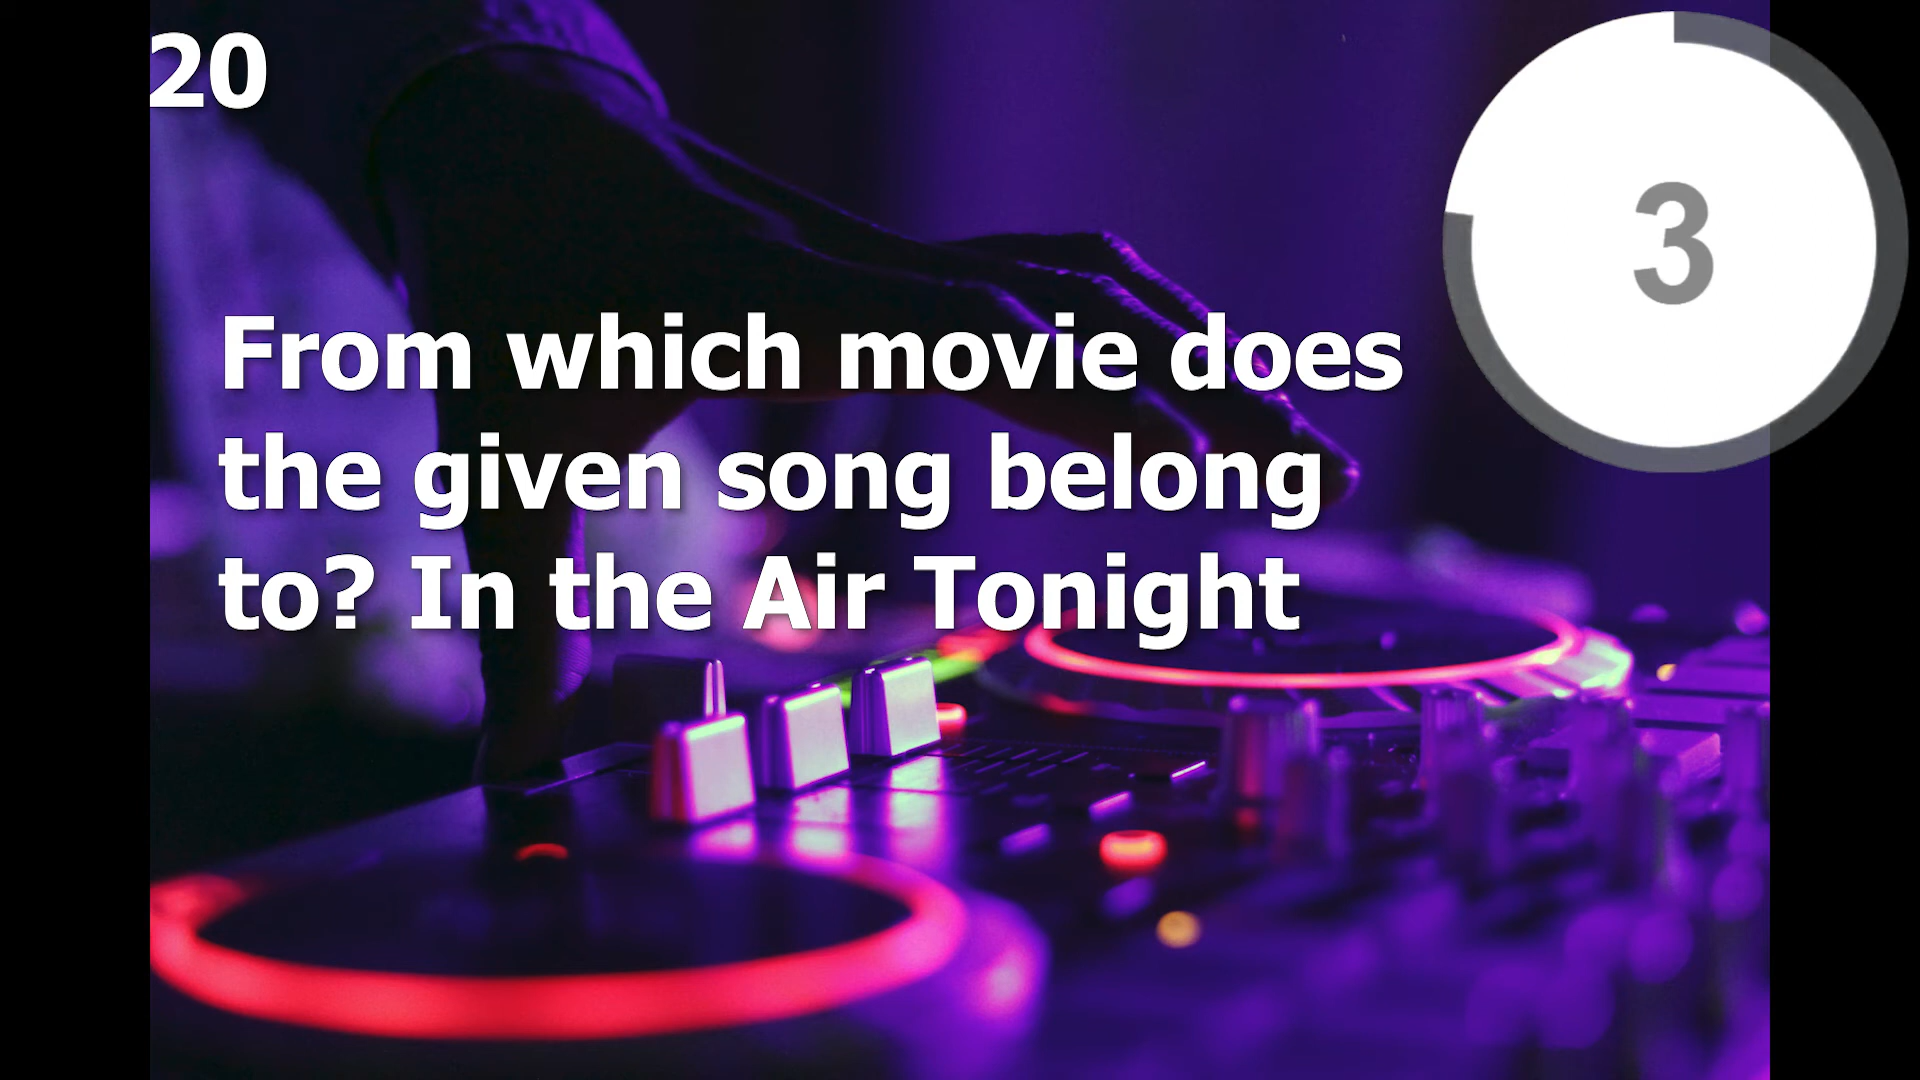 20
3
From which movie does
the given song belong
to? In the Air Tonight